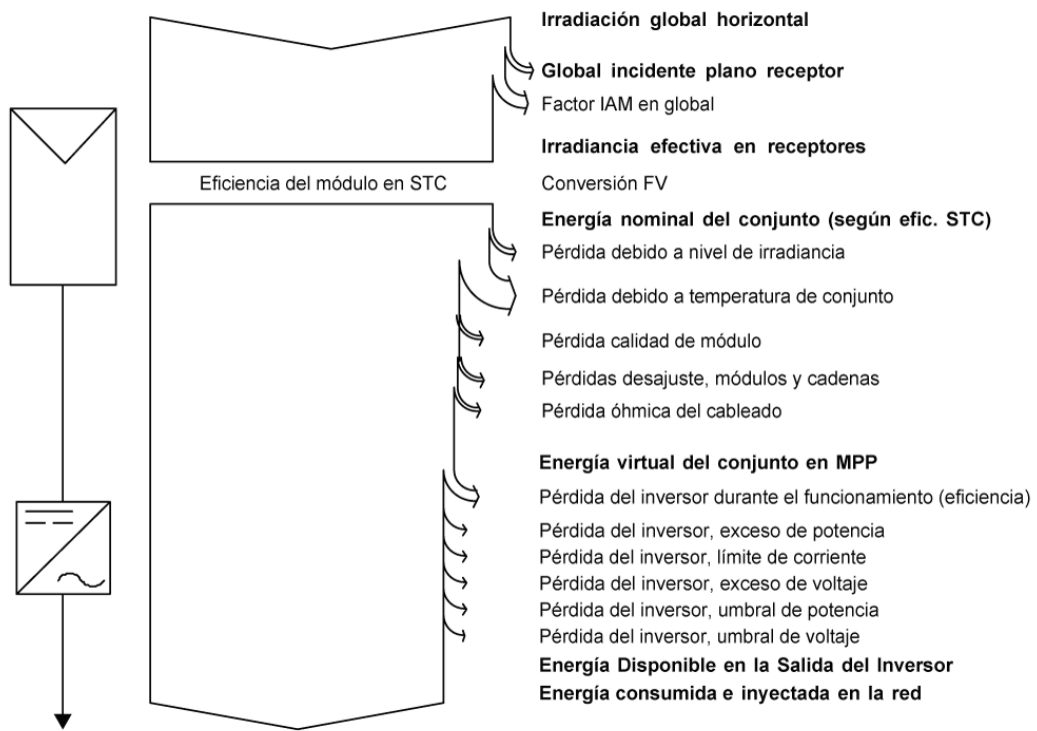 Irradiación global horizontal
Global incidente plano receptor
Factor IAM en global
Irradiancia efectiva en receptores
Eficiencia del módulo en STC
Conversión FV
Energía nominal del conjunto (según efic. STC)
Pérdida debido a nivel de irradiancia
Pérdida debido a temperatura de conjunto
Pérdida calidad de módulo
Pérdidas desajuste, módulos y cadenas
Pérdida óhmica del cableado
Energía virtual del conjunto en MPP
Pérdida del inversor durante el funcionamiento (eficiencia)
Pérdida del inversor, exceso de potencia
Pérdida del inversor, límite de corriente
Pérdida del inversor, exceso de voltaje
Pérdida del inversor, umbral de potencia
Pérdida del inversor, umbral de voltaje
Energía Disponible en la Salida del Inversor
Energía consumida e inyectada en la red